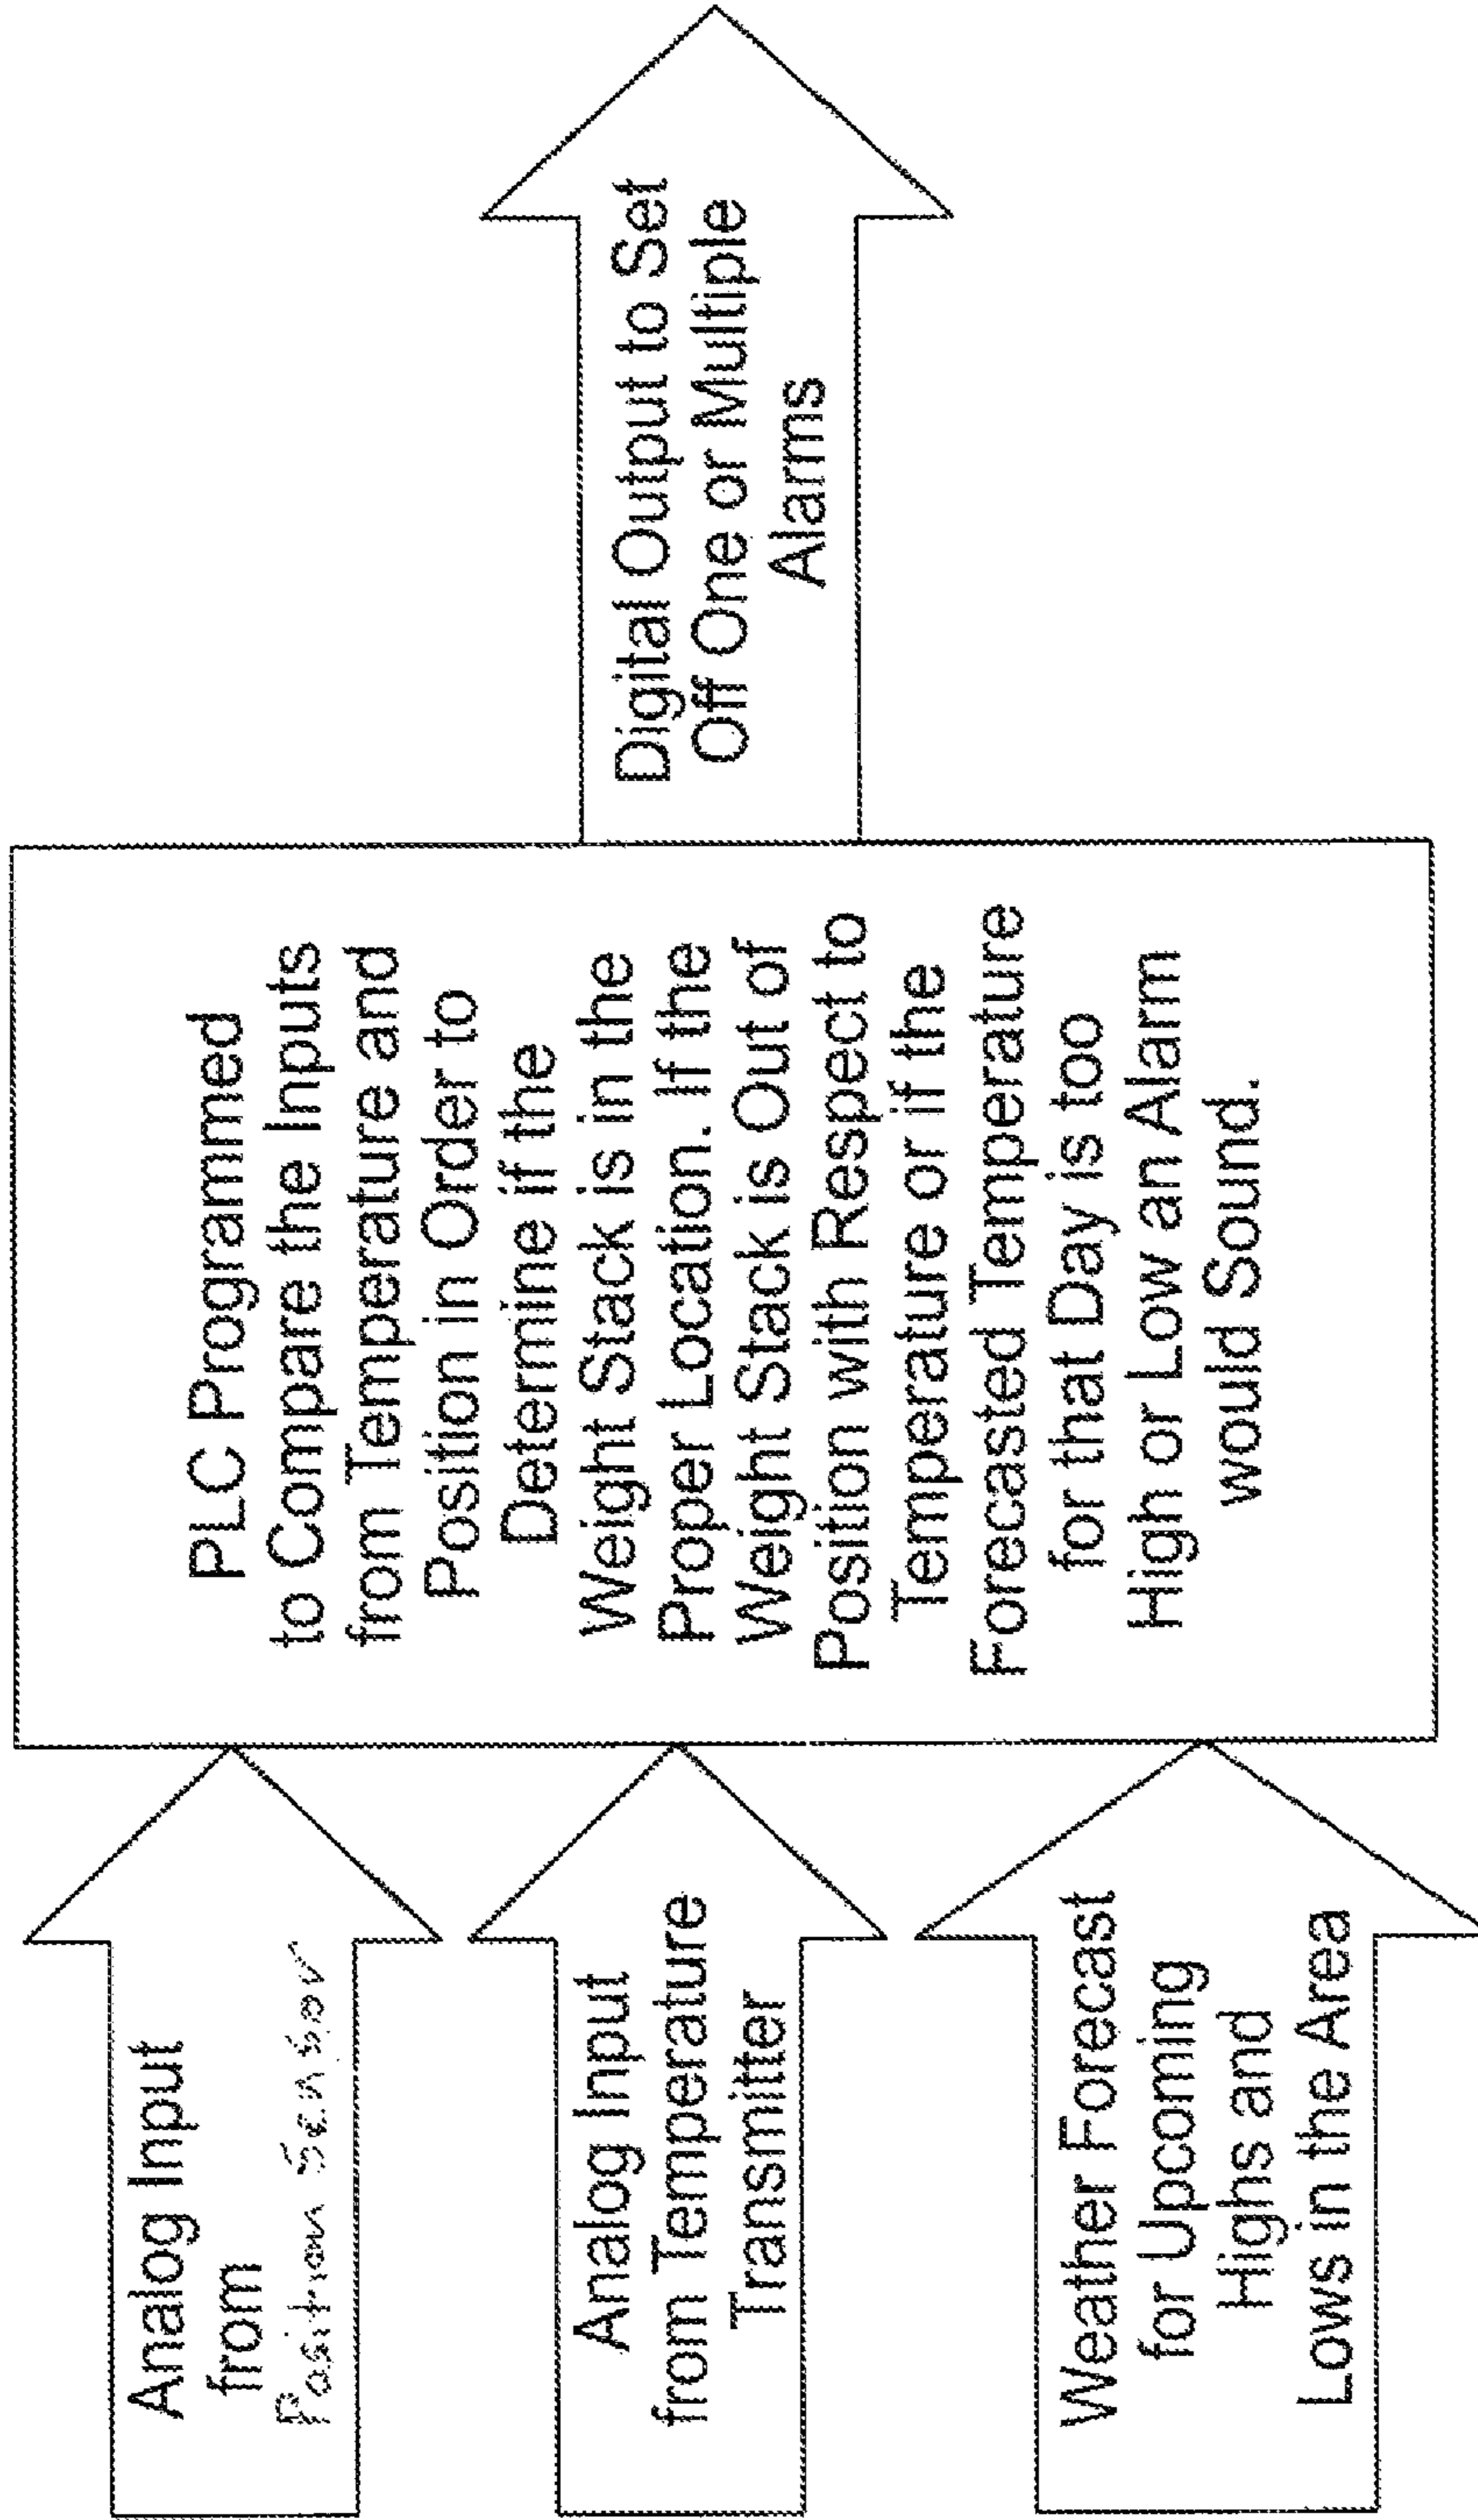 Analog Input
from
Position Sensor
Analog Input
from Temperature
Transmitter
Weather Forecast
for Upcoming
Highs and
Lows in the Area
PLC Programmed
to Compare the Inputs
from Temperature and
Position in Order to
Determine if the
Weight Stack is in the
Proper Location. If the
Weight Stack is Out of
Position with Respect to
Temperature or if the
Forecasted Temperature
for that Day is too
High or Low an Alarm
would Sound.
Digital Output to Set
Off One or Multiple
Alarms